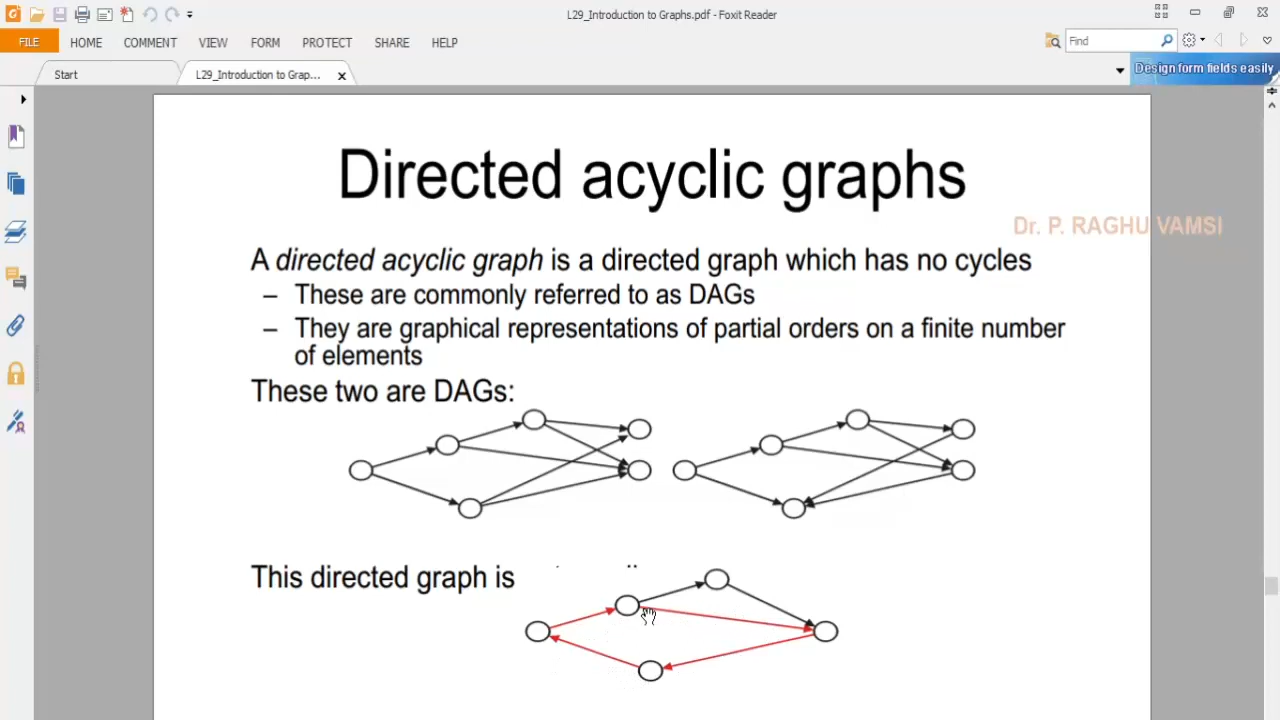 L29_Introduction to Graphs.pdf - Foxit Reader
FILE HOME COMMENT VIEW FORM PROTECT SHARE HELP
Find
Start
L29_Introduction to Grap... x
Design form fields easily
Directed acyclic graphs
Dr. P. RAGHU VAMSI
A directed acyclic graph is a directed graph which has no cycles
– These are commonly referred to as DAGs
– They are graphical representations of partial orders on a finite number
of elements
These two are DAGs:
This directed graph is